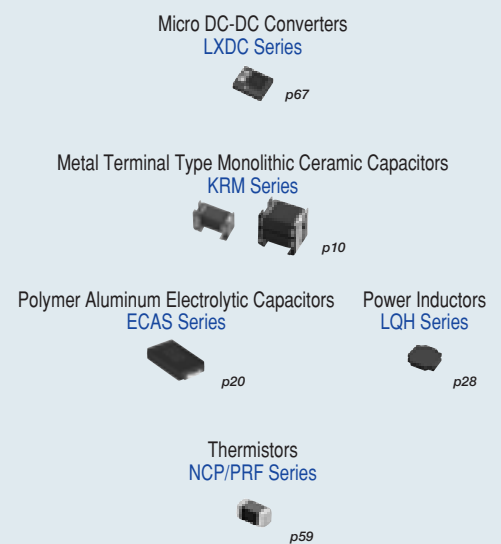 Micro DC-DC Converters
LXDC Series
p67
Metal Terminal Type Monolithic Ceramic Capacitors
KRM Series
p10
Polymer Aluminum Electrolytic Capacitors
ECAS Series
p20
Power Inductors
LQH Series
p28
Thermistors
NCP/PRF Series
p59